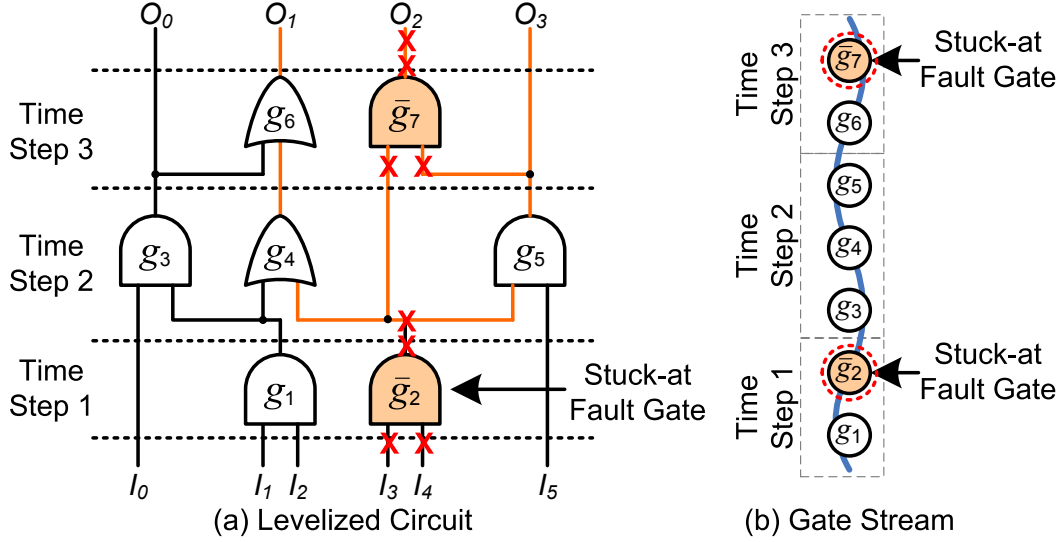 O0 O1 O2 O3
Time
Step 3
g6
ḡ7
X X X X
Time
Step 2
g3
g4
g5
X X
Time
Step 1
g1
ḡ2
Stuck-at
Fault Gate
X X
I0 I1 I2 I3 I4 I5
(a) Levelized Circuit
Time
Step 3
ḡ7
Stuck-at
Fault Gate
g6
Time
Step 2
g5
g4
g3
Time
Step 1
ḡ2
Stuck-at
Fault Gate
g1
(b) Gate Stream